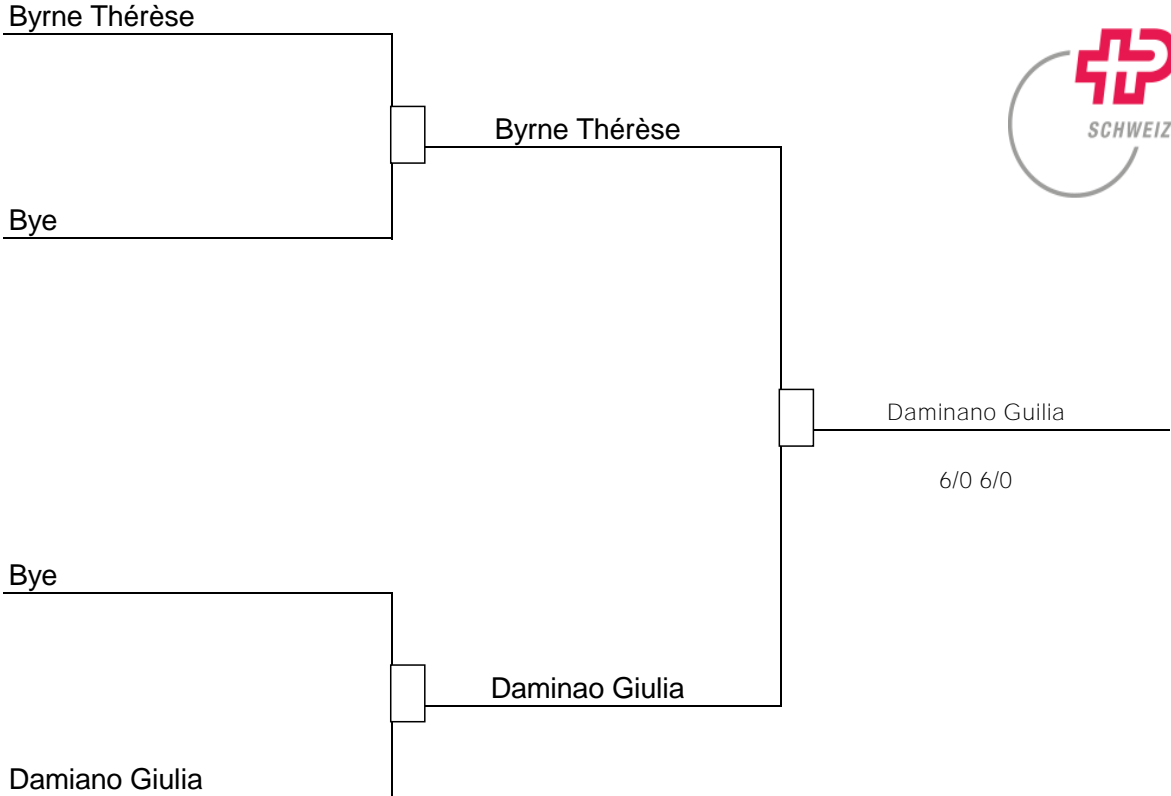 Byrne Thérèse
SCHWEIZ
Byrne Thérèse
Bye
Daminano Guilia
6/0 6/0
Bye
Daminao Giulia
Damiano Giulia